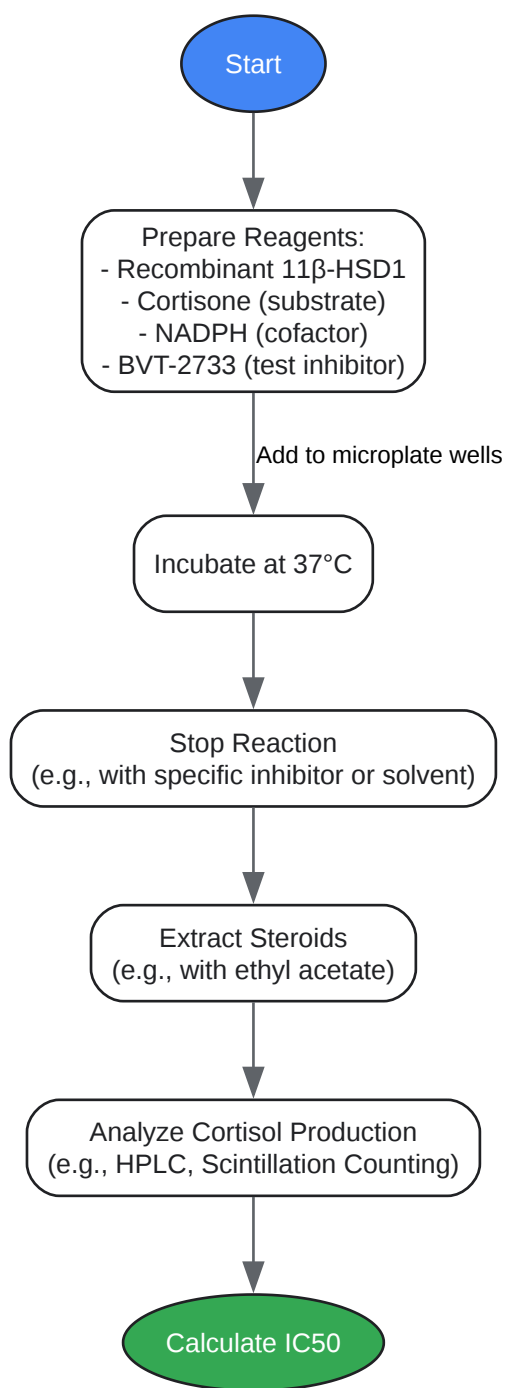 Start
Prepare Reagents:
- Recombinant 11β-HSD1
- Cortisone (substrate)
- NADPH (cofactor)
- BVT-2733 (test inhibitor)
Add to microplate wells
Incubate at 37°C
Stop Reaction
(e.g., with specific inhibitor or solvent)
Extract Steroids
(e.g., with ethyl acetate)
Analyze Cortisol Production
(e.g., HPLC, Scintillation Counting)
Calculate IC50